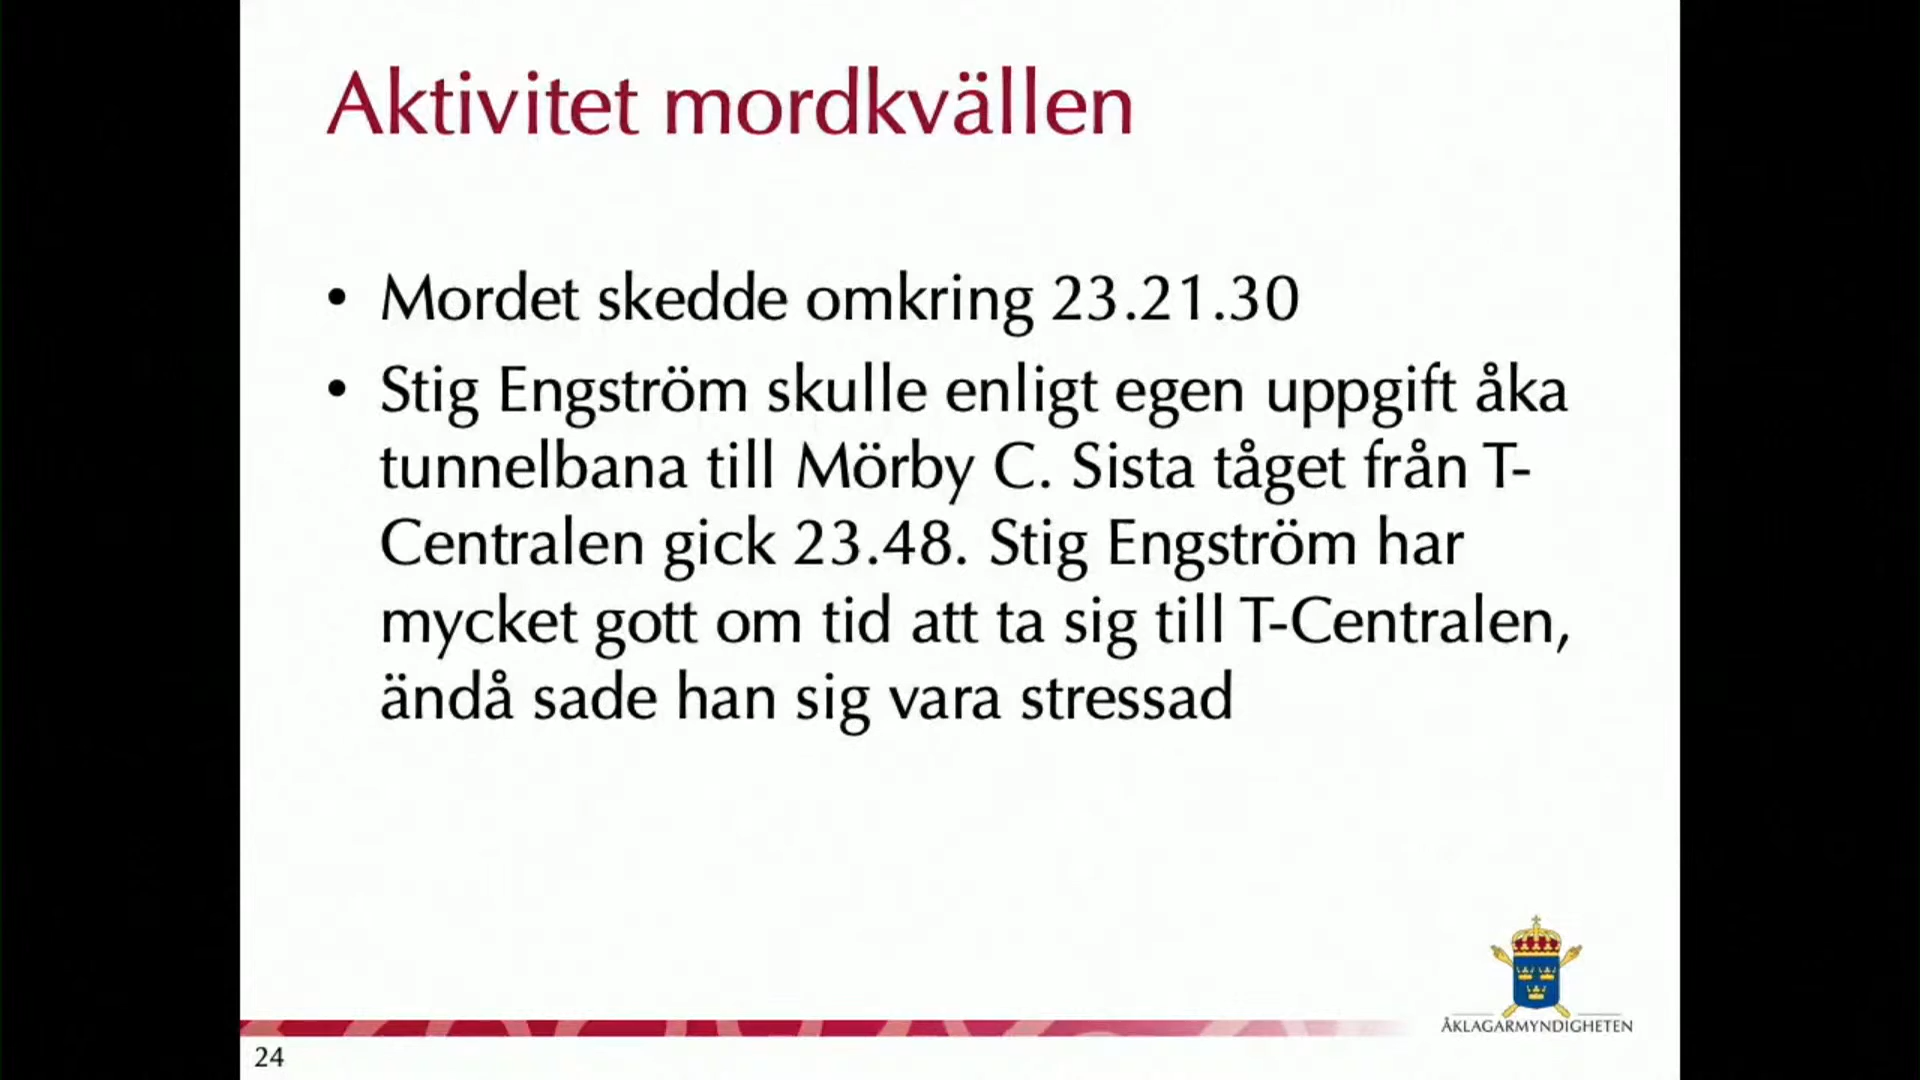 Aktivitet mordkvällen
• Mordet skedde omkring 23.21.30
• Stig Engström skulle enligt egen uppgift åka
tunnelbana till Mörby C. Sista tåget från T-
Centralen gick 23.48. Stig Engström har
mycket gott om tid att ta sig till T-Centralen,
ändå sade han sig vara stressad
ÅKLAGARMYNDIGHETEN
24